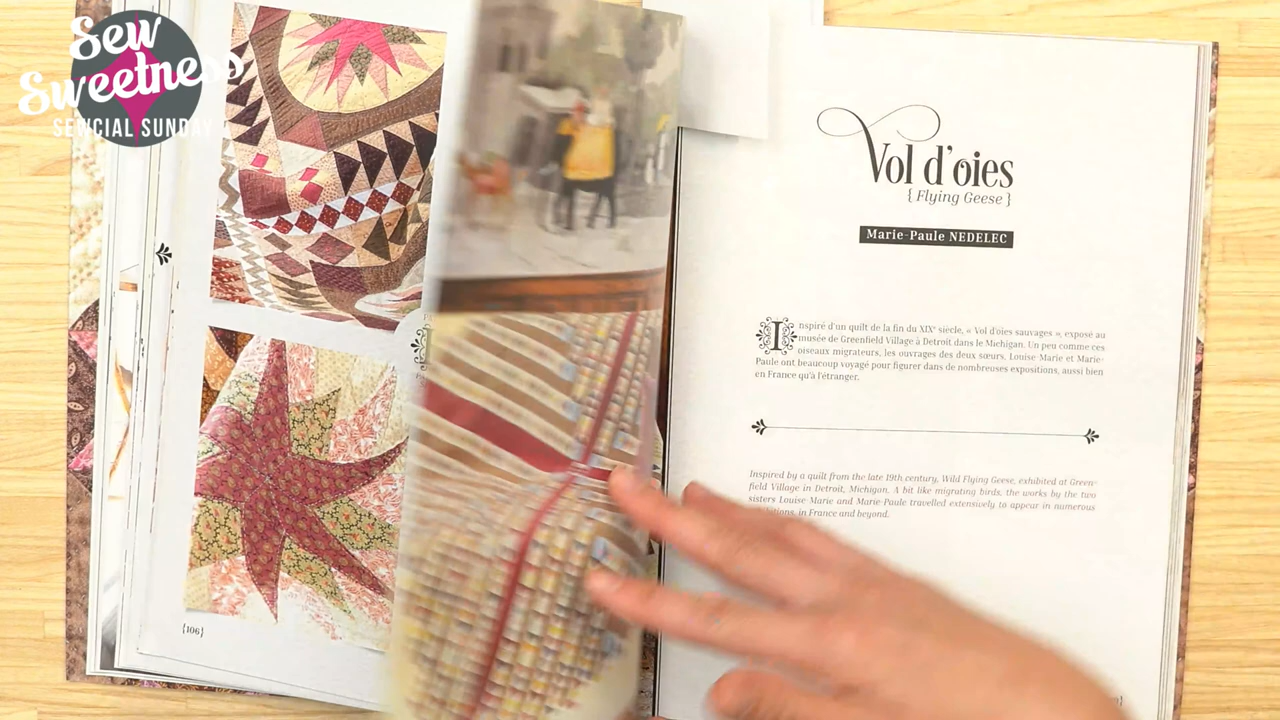 Sew
Sweetness
SEWCIAL SUNDAY
{106}
Vol d'oies
{ Flying Geese }
Marie-Paule NEDELEC
Inspiré d'un quilt de la fin du XIXe siècle, « Vol d'oies sauvages », exposé au
musée de Greenfield Village à Detroit dans le Michigan. Un peu comme ces
oiseaux migrateurs, les ouvrages des deux sœurs, Louise-Marie et Marie-
Paule ont beaucoup voyagé pour figurer dans de nombreuses expositions, aussi bien
en France qu'à l'étranger.
Inspired by a quilt from the late 19th century, Wild Flying Geese, exhibited at Green-
field Village in Detroit, Michigan. A bit like migrating birds, the works by the two
sisters Louise-Marie and Marie-Paule travelled extensively to appear in numerous
in France and beyond.